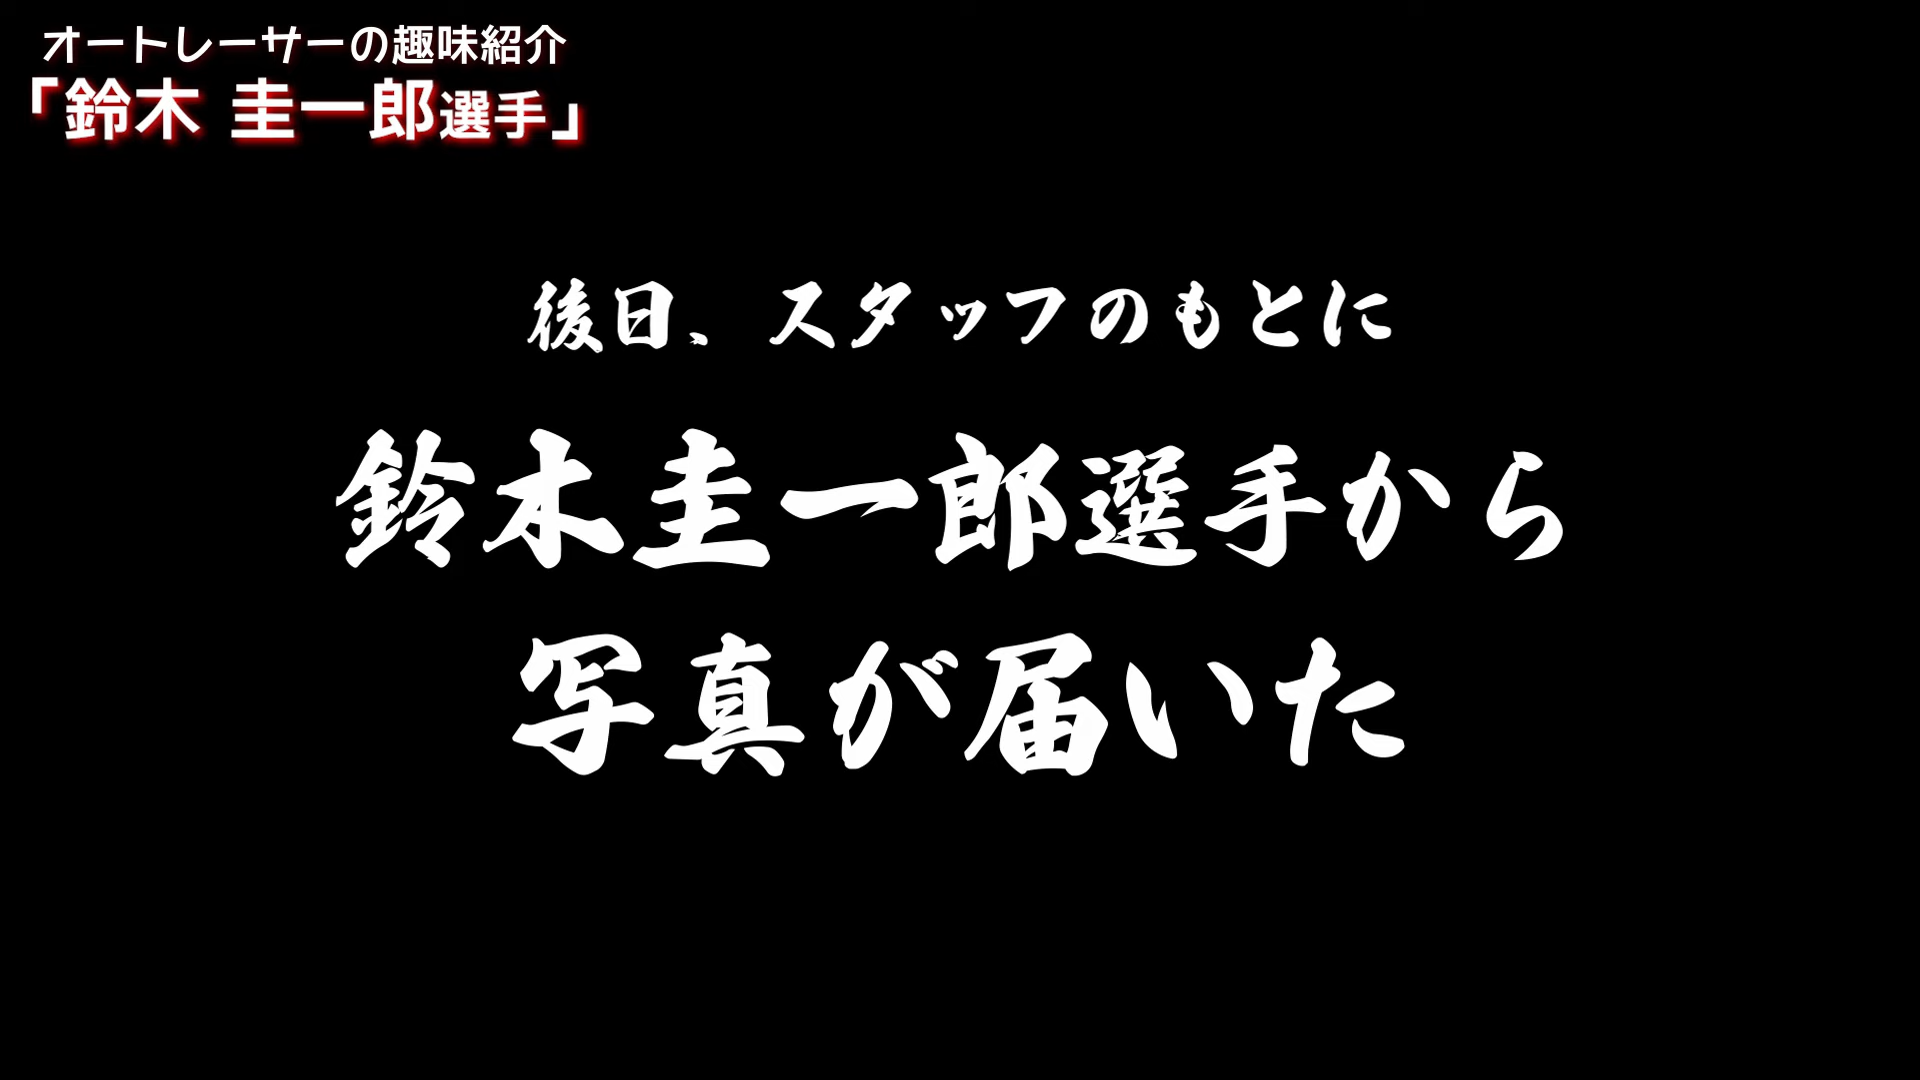 オートレーサーの趣味紹介
「鈴木 圭一郎選手」
後日、スタッフのもとに
鈴木圭一郎選手から
写真が届いた